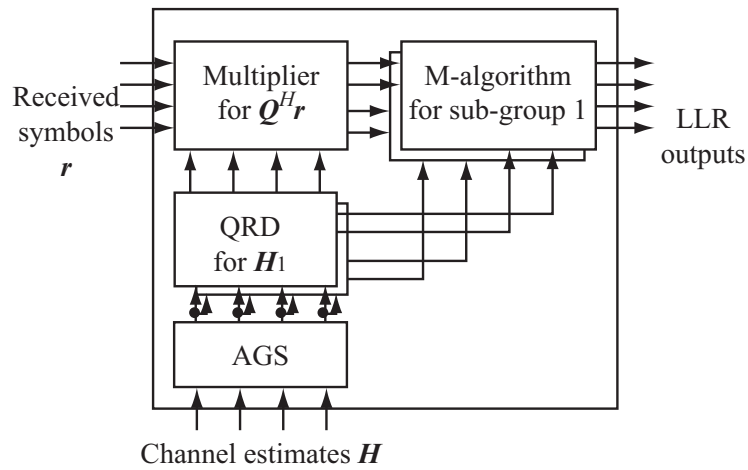 Received
symbols
r
Multiplier
for Q^H r
M-algorithm
for sub-group 1
LLR
outputs
QRD
for H1
AGS
Channel estimates H